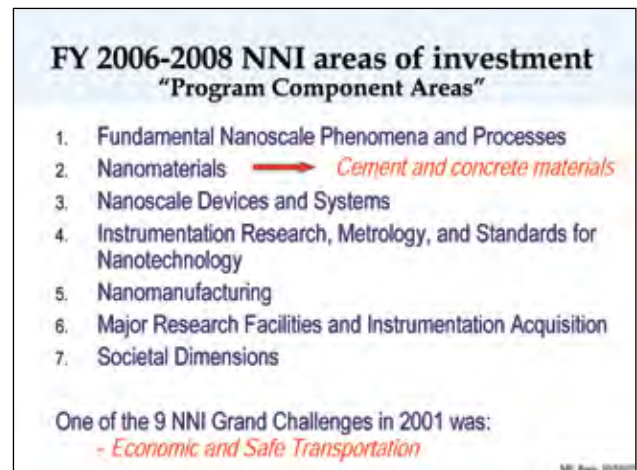 FY 2006-2008 NNI areas of investment
"Program Component Areas"
1. Fundamental Nanoscale Phenomena and Processes
2. Nanomaterials Cement and concrete materials
3. Nanoscale Devices and Systems
4. Instrumentation Research, Metrology, and Standards for
Nanotechnology
5. Nanomanufacturing
6. Major Research Facilities and Instrumentation Acquisition
7. Societal Dimensions
One of the 9 NNI Grand Challenges in 2001 was:
- Economic and Safe Transportation